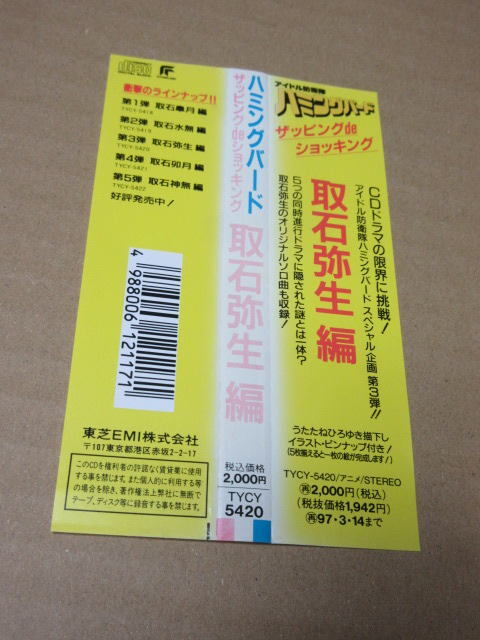 アイドル防衛隊
ハミングバード
ザッピングde
ショッキング
CDドラマの限界に挑戦!
アイドル防衛隊ハミングバード スペシャル企画 第3弾!!
取石弥生 編
5つの同時進行ドラマに隠された謎とは一体?
取石弥生のオリジナルソロ曲も収録!
うたたねひろゆき描下し
イラスト・ピンナップ付き!
(5枚揃えると一枚の絵が完成します!)
TYCY-5420/アニメ/STEREO
再2,000円(税込)
(税抜価格1,942円)
再97・3・14まで
ハミングバード
ザッピングdeショッキング
取石弥生 編
税込価格
2,000円
TYCY
5420
COMPACT
disc
DIGITAL AUDIO
衝撃のラインナップ!!
第1弾 取石皐月 編
TYCY-5418
第2弾 取石水無 編
TYCY-5419
第3弾 取石弥生 編
TYCY-5420
第4弾 取石卯月 編
TYCY-5421
第5弾 取石神無 編
TYCY-5422
好評発売中!
4 988006 121171
東芝EMI株式会社
〒107東京都港区赤坂2-2-17
このCDを権利者の許諾なく賃貸業に使用
する事を禁じます。また個人的に利用する等
の場合を除き、著作権法上弊社に無断で
テープ、ディスク等に録音する事を禁じます。